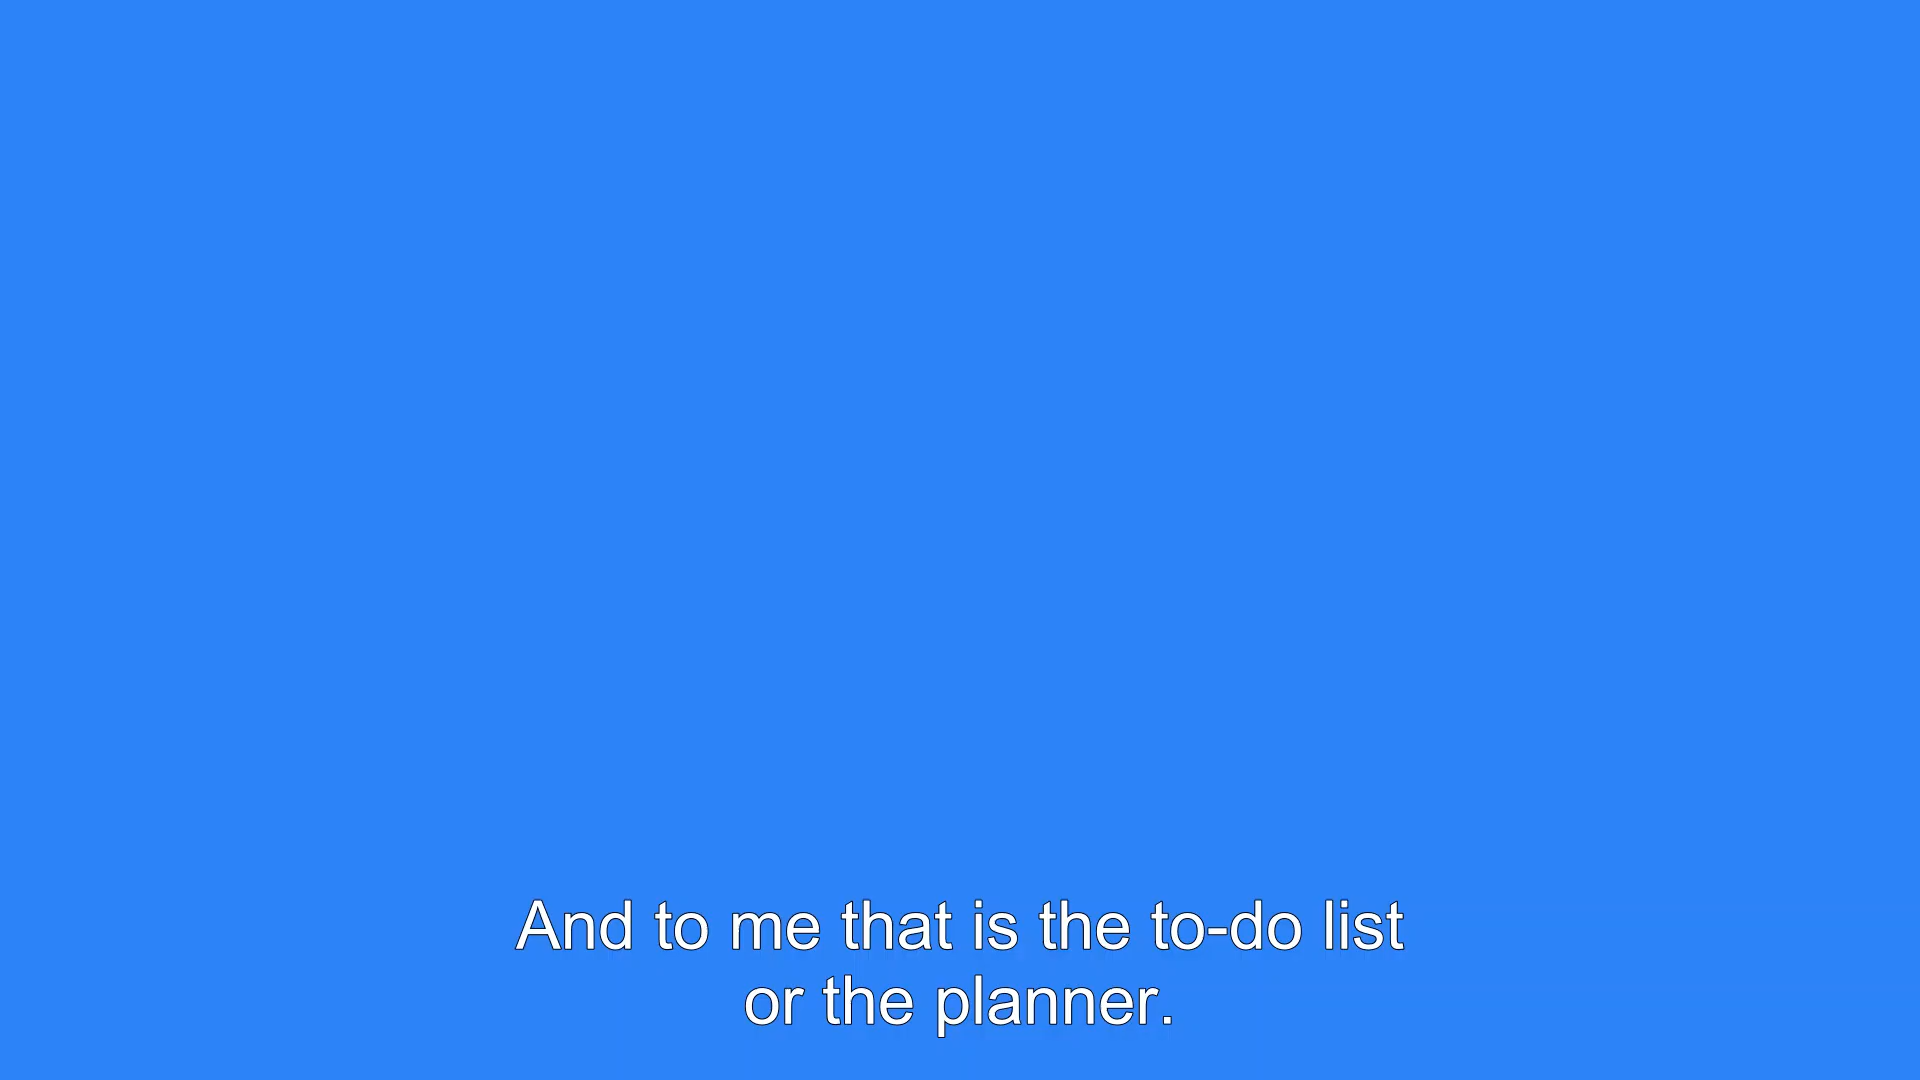 And to me that is the to-do list
or the planner.